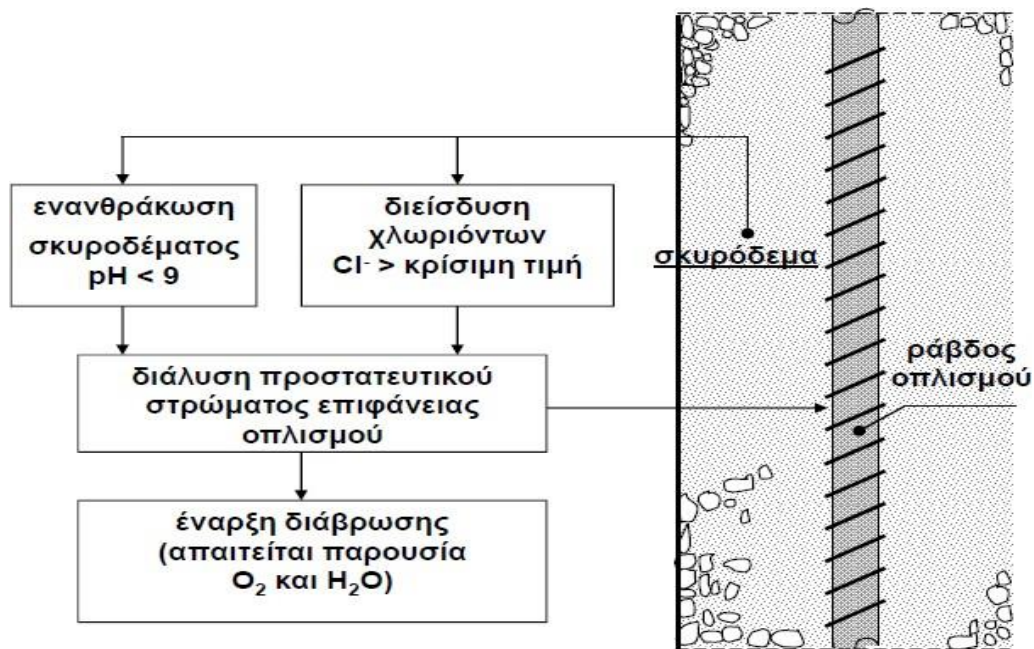 ενανθράκωση
σκυροδέματος
pH < 9
διείσδυση
χλωριόντων
Cl- > κρίσιμη τιμή
σκυρόδεμα
ράβδος
οπλισμού
διάλυση προστατευτικού
στρώματος επιφάνειας
οπλισμού
έναρξη διάβρωσης
(απαιτείται παρουσία
O₂ και H₂O)